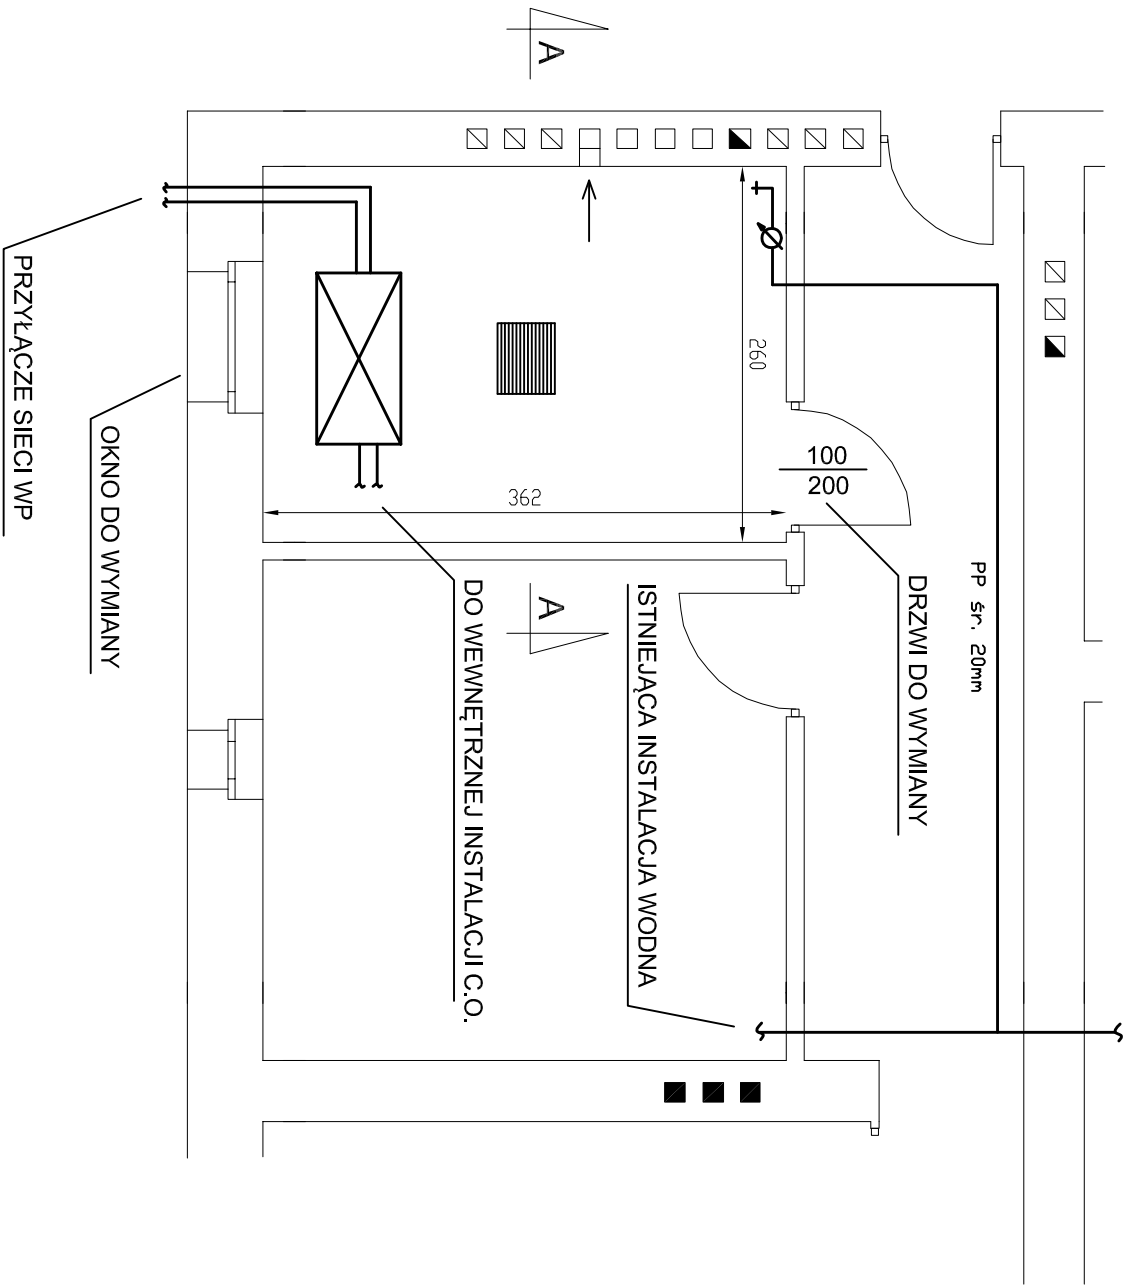 A
PRZYŁĄCZE SIECI WP
OKNO DO WYMIANY
260
362
100
200
DO WEWNĘTRZNEJ INSTALACJI C.O.
A
ISTNIEJĄCA INSTALACJA WODNA
DRZWI DO WYMIANY
PP śr. 20mm